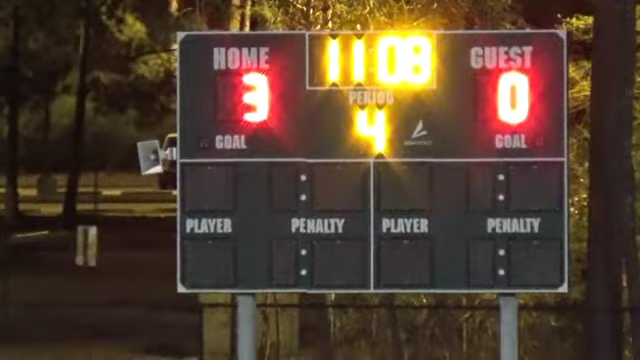 HOME 11:08 GUEST
3 PERIOD 0
4
GOAL GOAL
PLAYER PENALTY PLAYER PENALTY